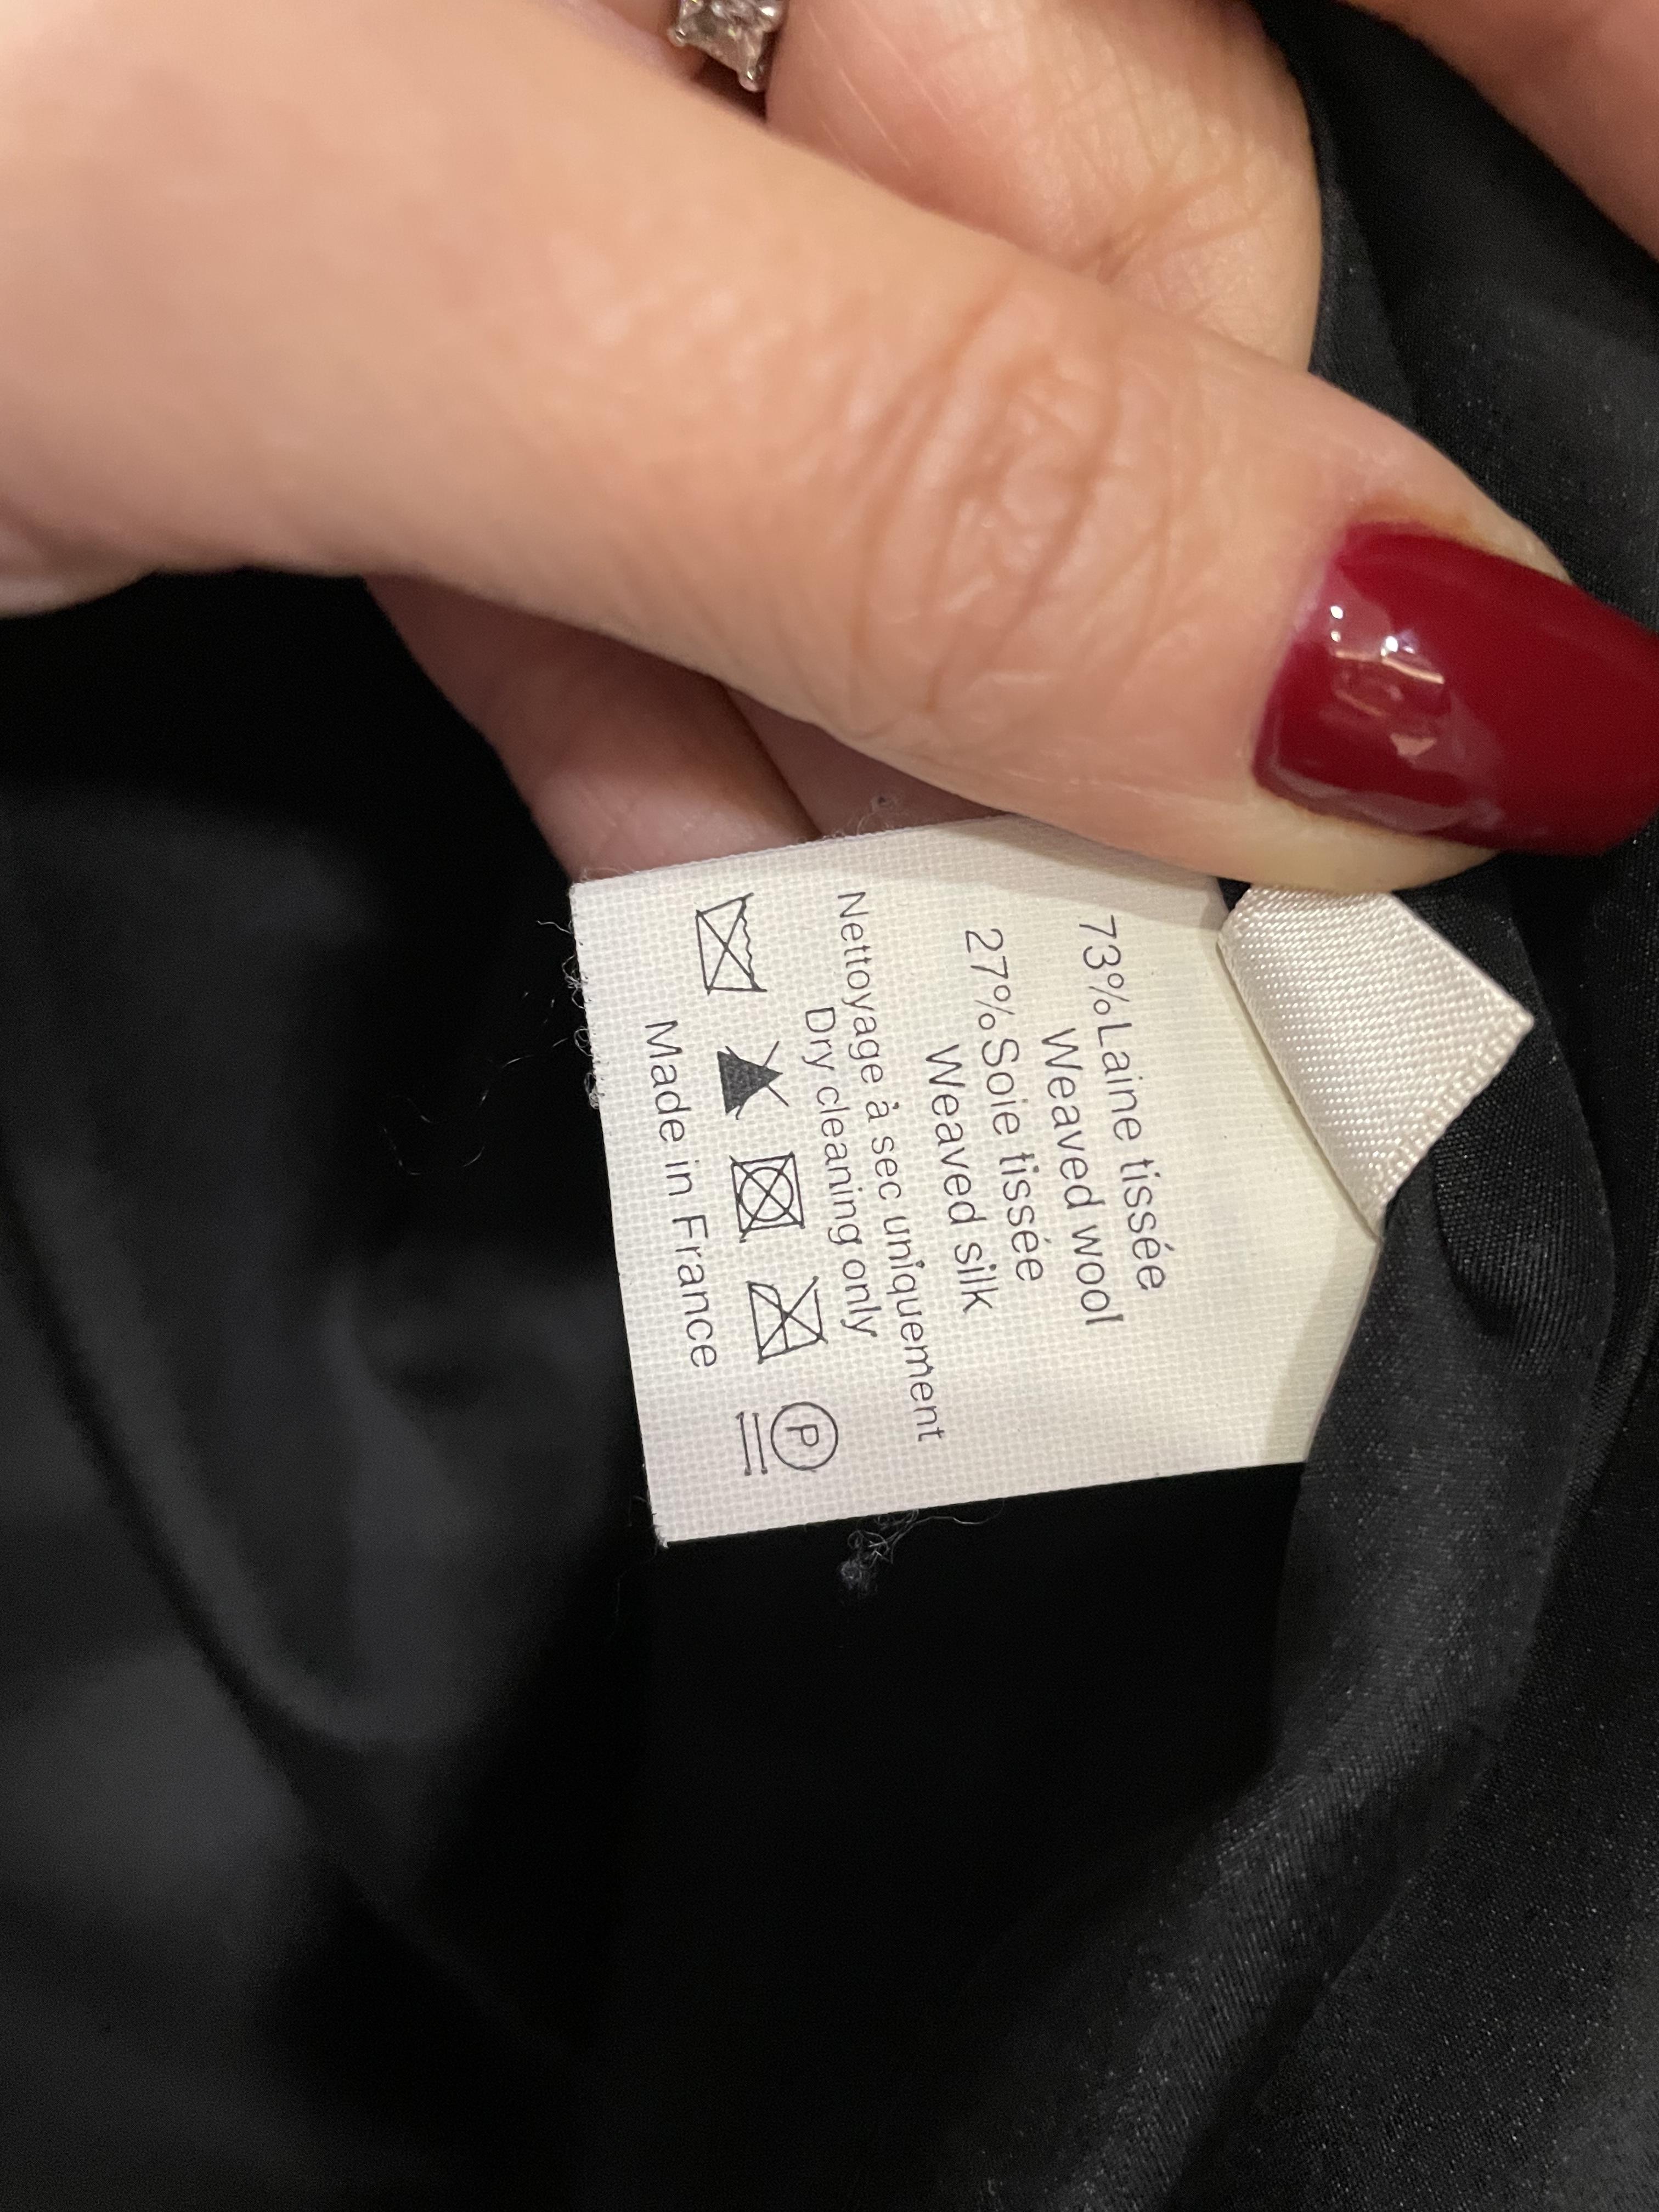 73%Laine tissée
Weaved wool
27%Soie tissée
Weaved silk
Nettoyage à sec uniquement
Dry cleaning only
P
Made in France